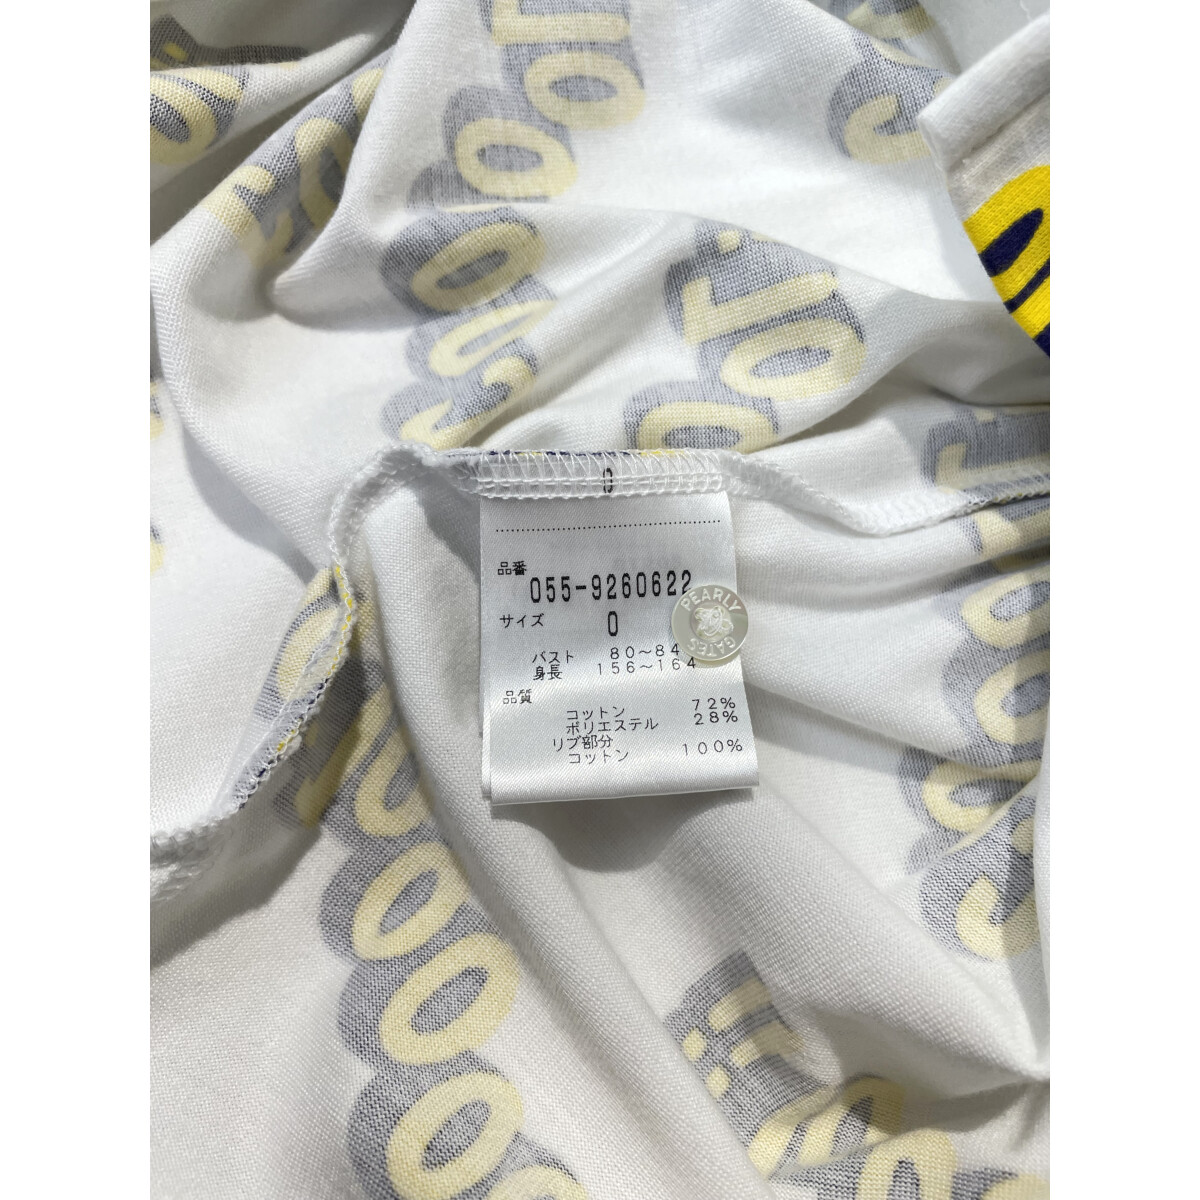 0
品番
055-9260622
サイズ 0
バスト 80〜84
身長 156〜164
品質
コットン 72%
ポリエステル 28%
リブ部分
コットン 100%
PEARLY
GATES